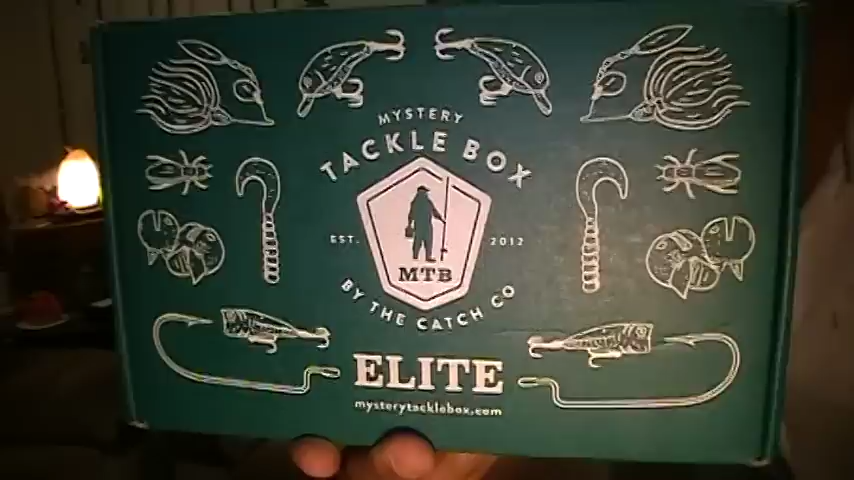 MYSTERY
TACKLE BOX
EST. 2012
MTB
BY THE CATCH CO
ELITE
mysterytacklebox.com